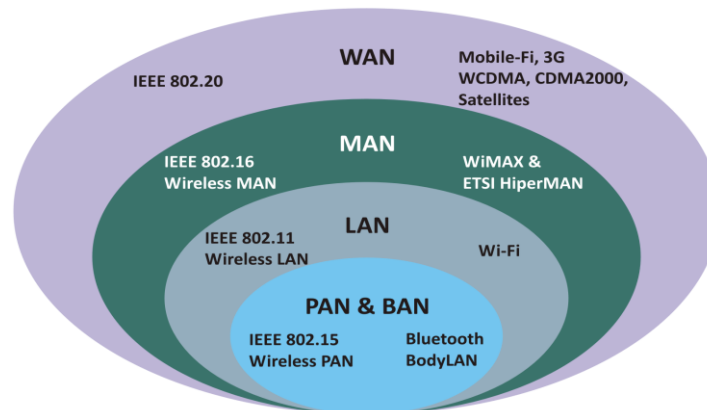 WAN
IEEE 802.20
Mobile-Fi, 3G
WCDMA, CDMA2000,
Satellites
MAN
IEEE 802.16
Wireless MAN
WiMAX &
ETSI HiperMAN
LAN
IEEE 802.11
Wireless LAN
Wi-Fi
PAN & BAN
IEEE 802.15
Wireless PAN
Bluetooth
BodyLAN